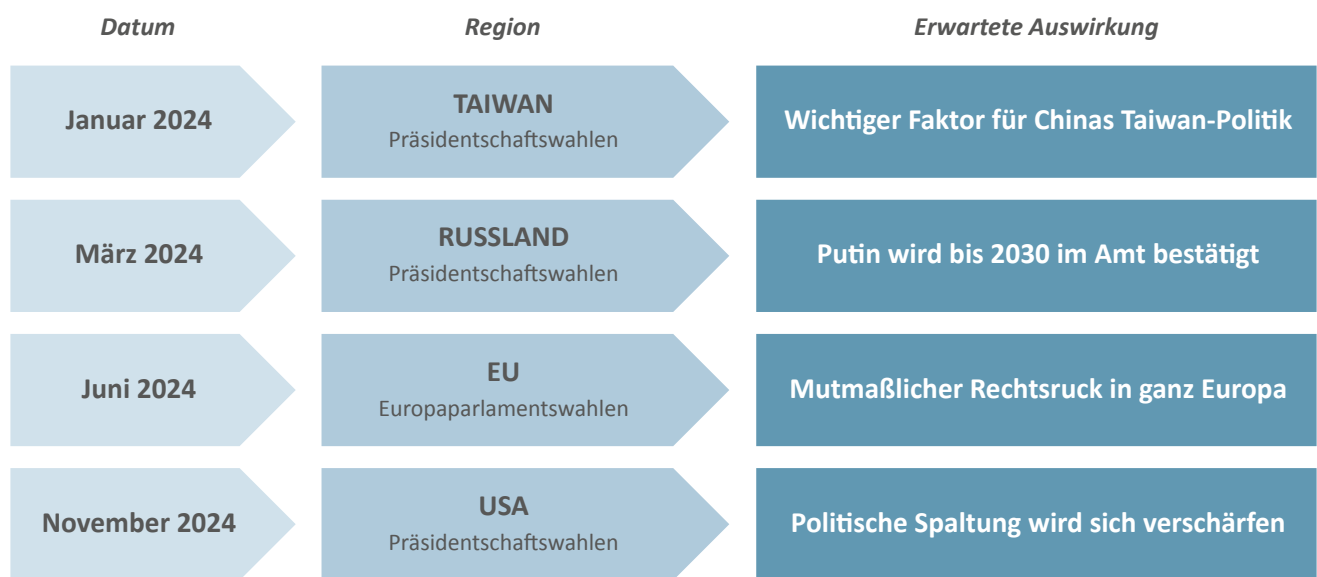 Datum Region Erwartete Auswirkung
Januar 2024
TAIWAN
Präsidentschaftswahlen
Wichtiger Faktor für Chinas Taiwan-Politik
März 2024
RUSSLAND
Präsidentschaftswahlen
Putin wird bis 2030 im Amt bestätigt
Juni 2024
EU
Europaparlamentswahlen
Mutmaßlicher Rechtsruck in ganz Europa
November 2024
USA
Präsidentschaftswahlen
Politische Spaltung wird sich verschärfen